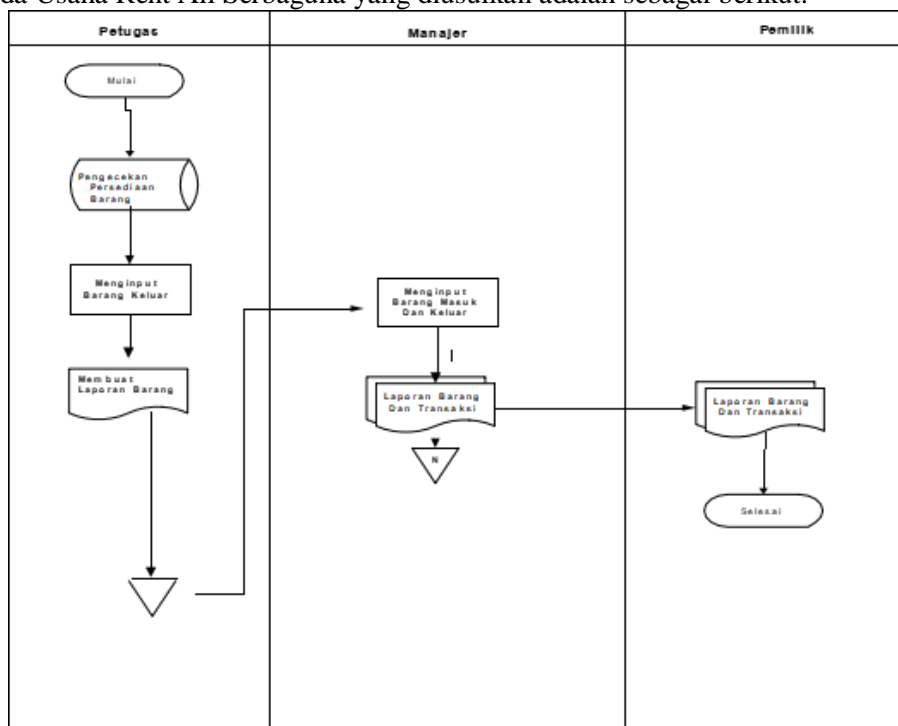 da Usaha Rent All Serbaguna yang diusulkan adalah sebagai berikut:
Petugas
Manajer
Pemilik
Mulai
Pengecekan
Persediaan
Barang
Menginput
Barang Keluar
Membuat
Laporan Barang
Menginput
Barang Masuk
Dan Keluar
Laporan Barang
Dan Transaksi
N
Laporan Barang
Dan Transaksi
Selesai